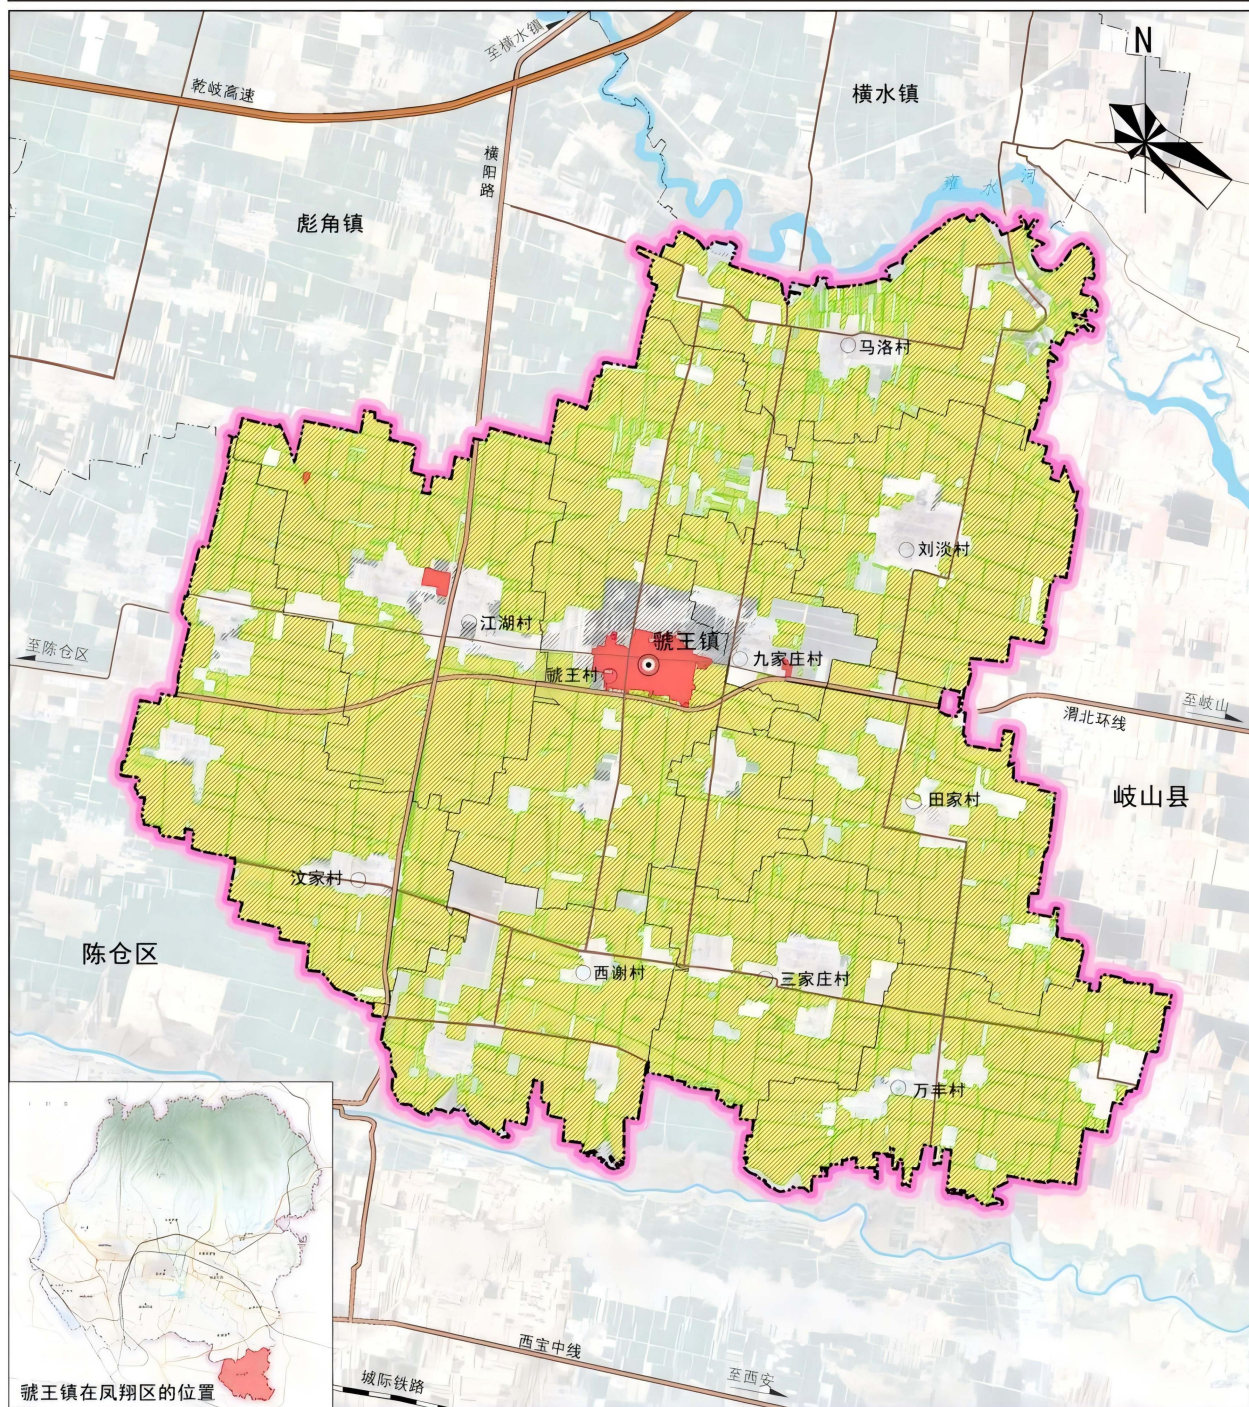 至横水镇
N
乾岐高速
横水镇
横阳路
雍水河
彪角镇
马洛村
刘淡村
江湖村
虢王镇
至陈仓区
九家庄村
虢王村
至岐山
渭北环线
田家村
岐山县
汶家村
陈仓区
西谢村
三家庄村
万丰村
西宝中线
至西安
城际铁路
虢王镇在凤翔区的位置